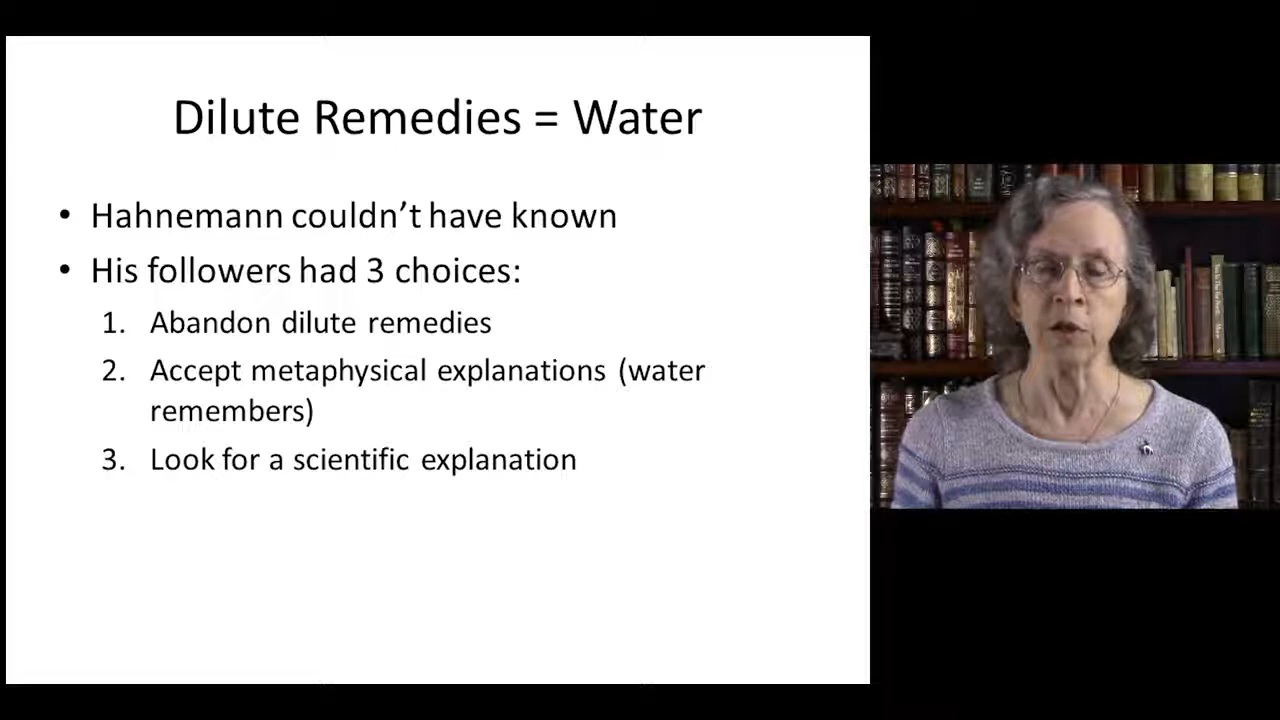 Dilute Remedies = Water
• Hahnemann couldn’t have known
• His followers had 3 choices:
1. Abandon dilute remedies
2. Accept metaphysical explanations (water
remembers)
3. Look for a scientific explanation